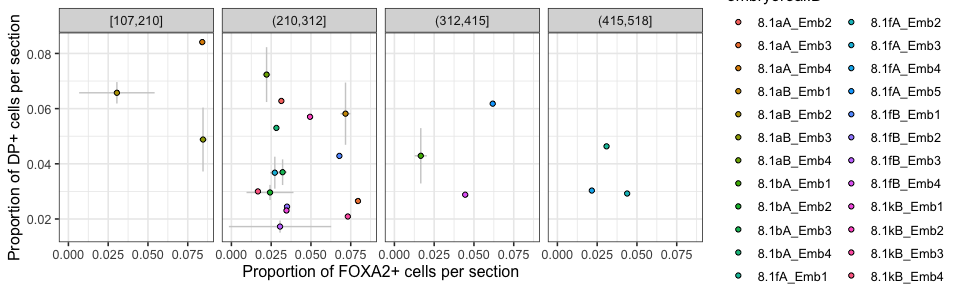 [107,210] (210,312] (312,415] (415,518]
Proportion of DP+ cells per section
0.08
0.06
0.04
0.02
0.000 0.025 0.050 0.075 0.000 0.025 0.050 0.075 0.000 0.025 0.050 0.075 0.000 0.025 0.050 0.075
Proportion of FOXA2+ cells per section
8.1aA_Emb2 8.1fA_Emb2
8.1aA_Emb3 8.1fA_Emb3
8.1aA_Emb4 8.1fA_Emb4
8.1aB_Emb1 8.1fA_Emb5
8.1aB_Emb2 8.1fB_Emb1
8.1aB_Emb3 8.1fB_Emb2
8.1aB_Emb4 8.1fB_Emb3
8.1bA_Emb1 8.1fB_Emb4
8.1bA_Emb2 8.1kB_Emb1
8.1bA_Emb3 8.1kB_Emb2
8.1bA_Emb4 8.1kB_Emb3
8.1fA_Emb1 8.1kB_Emb4